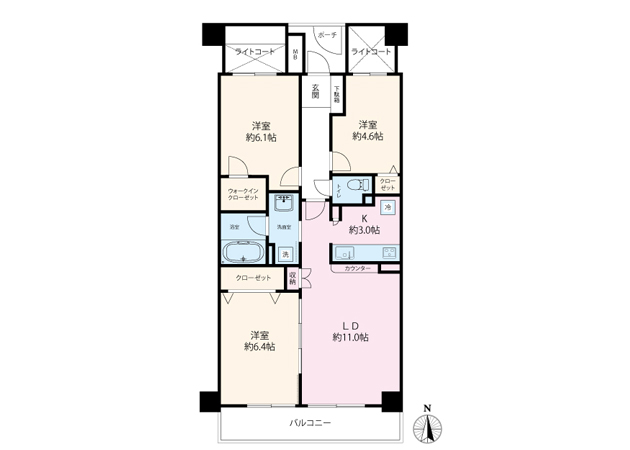 ポーチ
ライトコート
MB
ライトコート
玄関
下駄箱
洋室
約6.1帖
洋室
約4.6帖
ウォークイン
クローゼット
トイレ
クロー
ゼット
浴室
洗面室
洗
冷
K
約3.0帖
カウンター
クローゼット
収納
洋室
約6.4帖
LD
約11.0帖
バルコニー
N